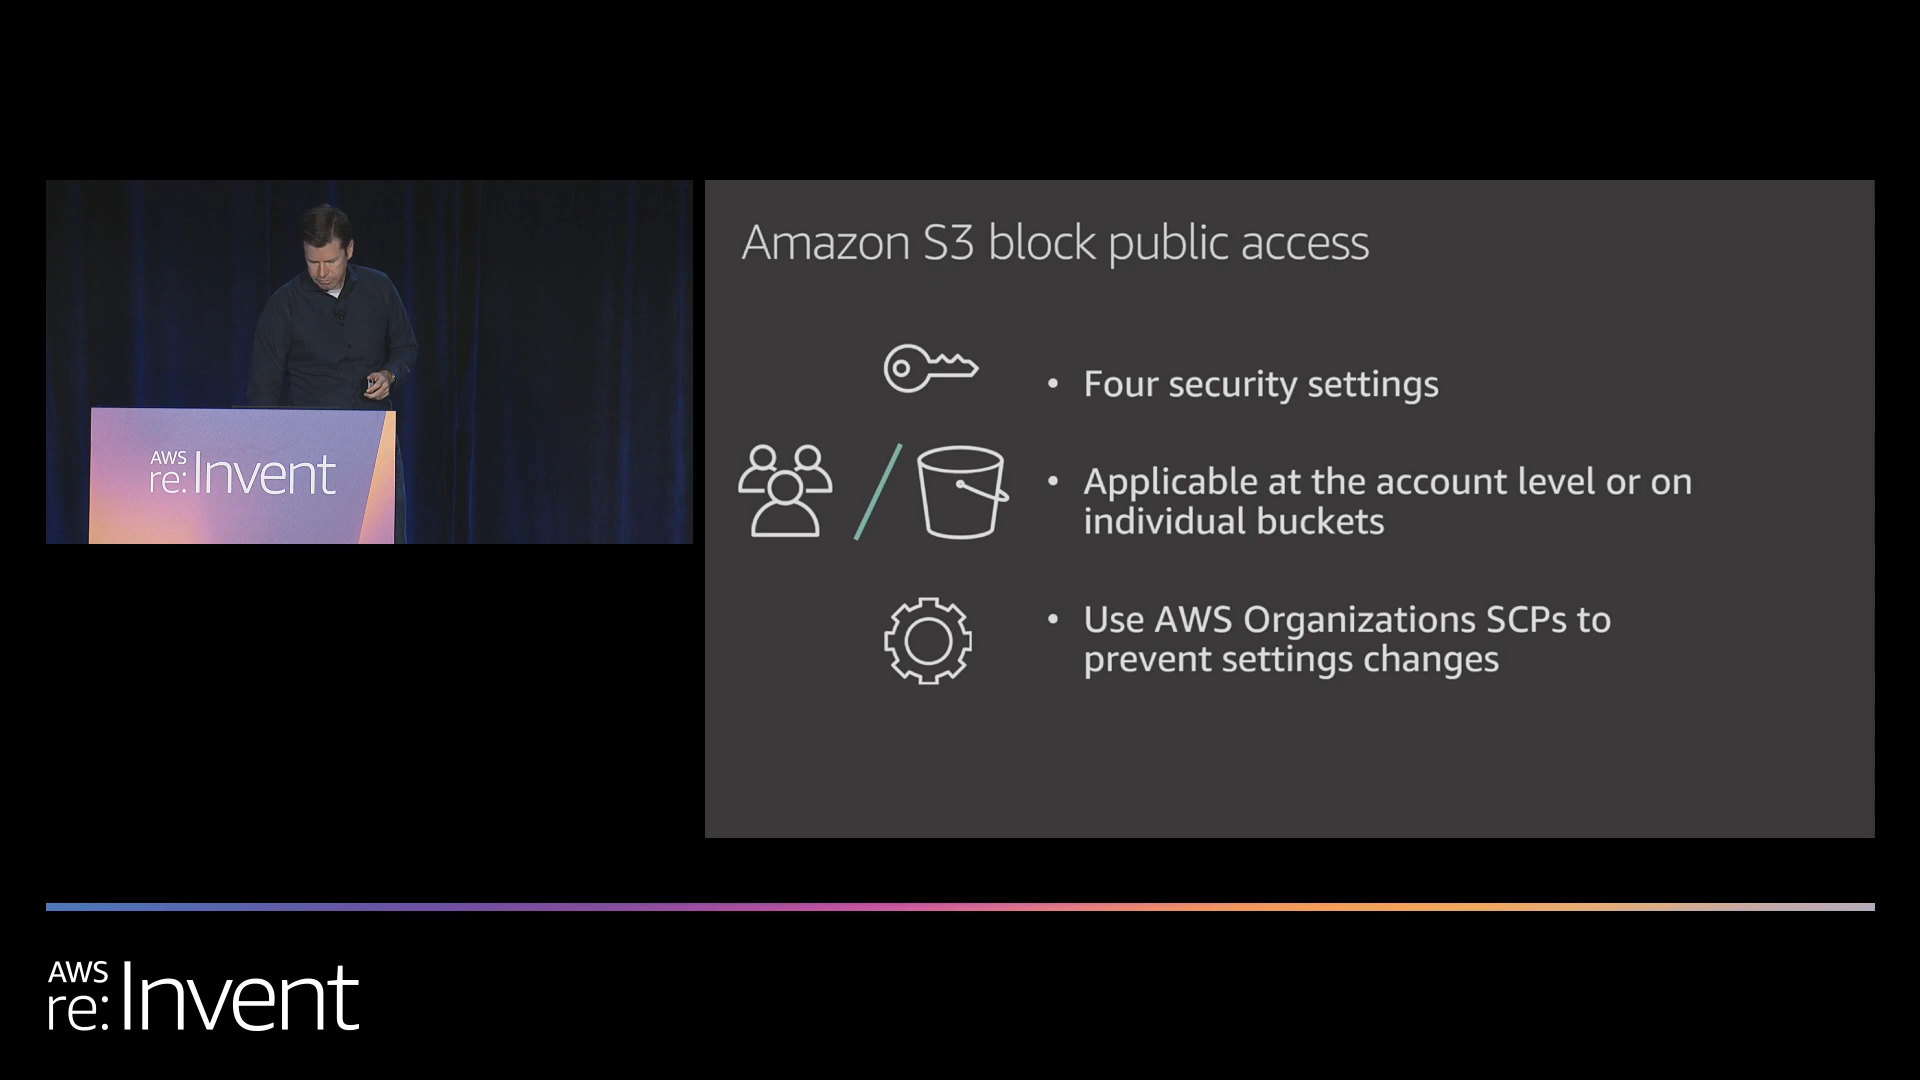 Amazon S3 block public access
• Four security settings
• Applicable at the account level or on
individual buckets
• Use AWS Organizations SCPs to
prevent settings changes
AWS
re:Invent
AWS
re:Invent